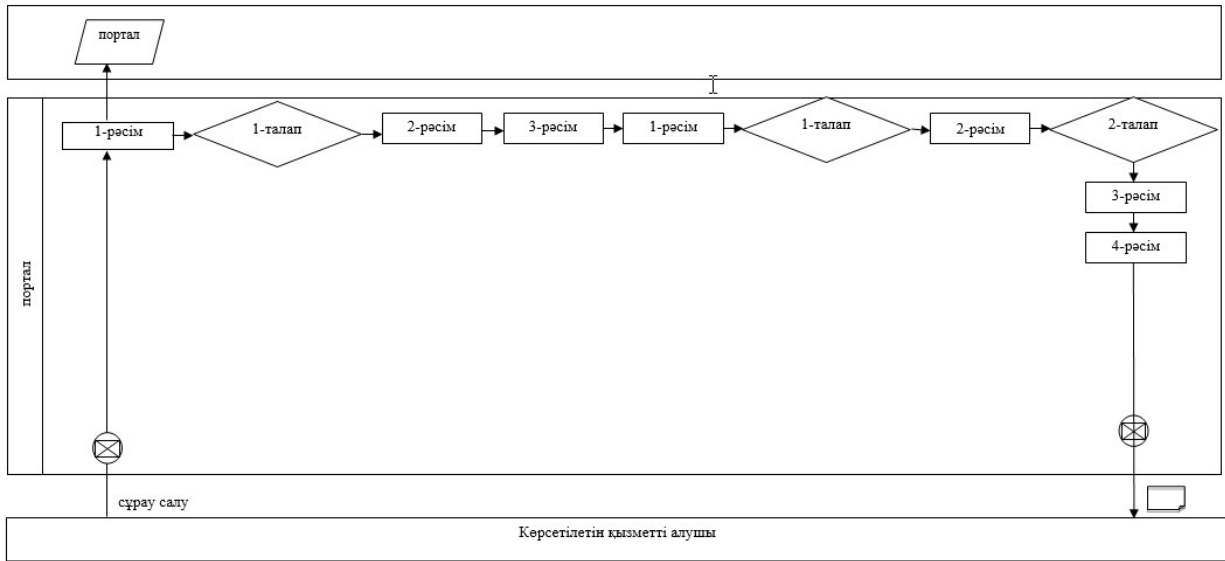 портал
1-рәсім
1-талап
2-рәсім
3-рәсім
1-рәсім
1-талап
2-рәсім
2-талап
3-рәсім
4-рәсім
портал
сұрау салу
Көрсетілетін қызметті алушы